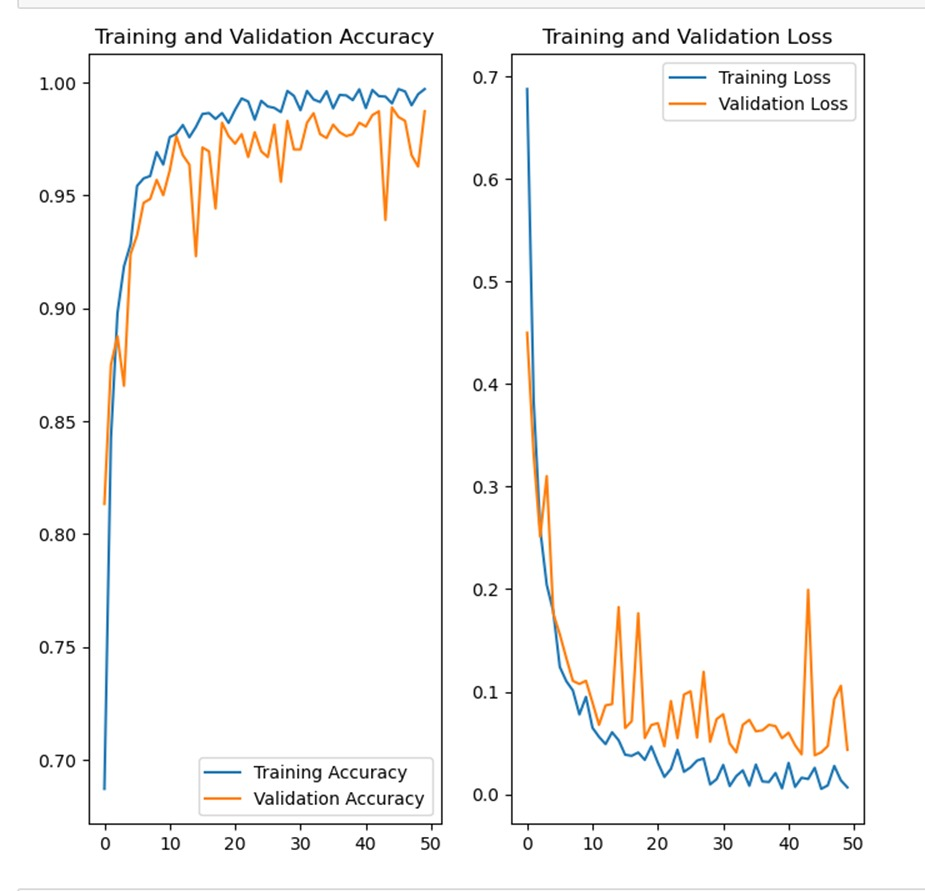 Training and Validation Accuracy
1.00
0.95
0.90
0.85
0.80
0.75
0.70
Training Accuracy
Validation Accuracy
0 10 20 30 40 50
Training and Validation Loss
0.7
0.6
0.5
0.4
0.3
0.2
0.1
0.0
Training Loss
Validation Loss
0 10 20 30 40 50